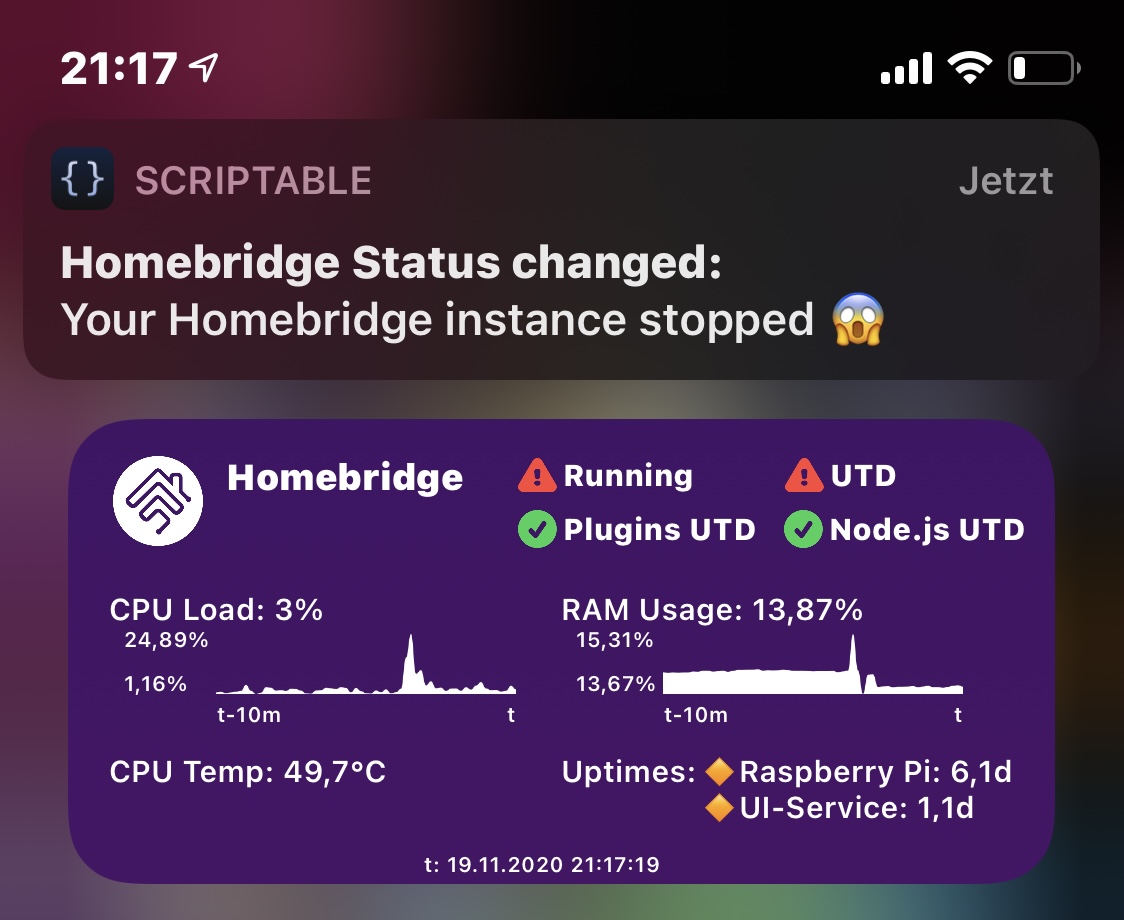 21:17
{} SCRIPTABLE Jetzt
Homebridge Status changed:
Your Homebridge instance stopped 😱
Homebridge Running UTD
Plugins UTD Node.js UTD
CPU Load: 3% RAM Usage: 13,87%
24,89% 15,31%
1,16% 13,67%
t-10m t t-10m t
CPU Temp: 49,7°C Uptimes: 🔸Raspberry Pi: 6,1d
🔸UI-Service: 1,1d
t: 19.11.2020 21:17:19